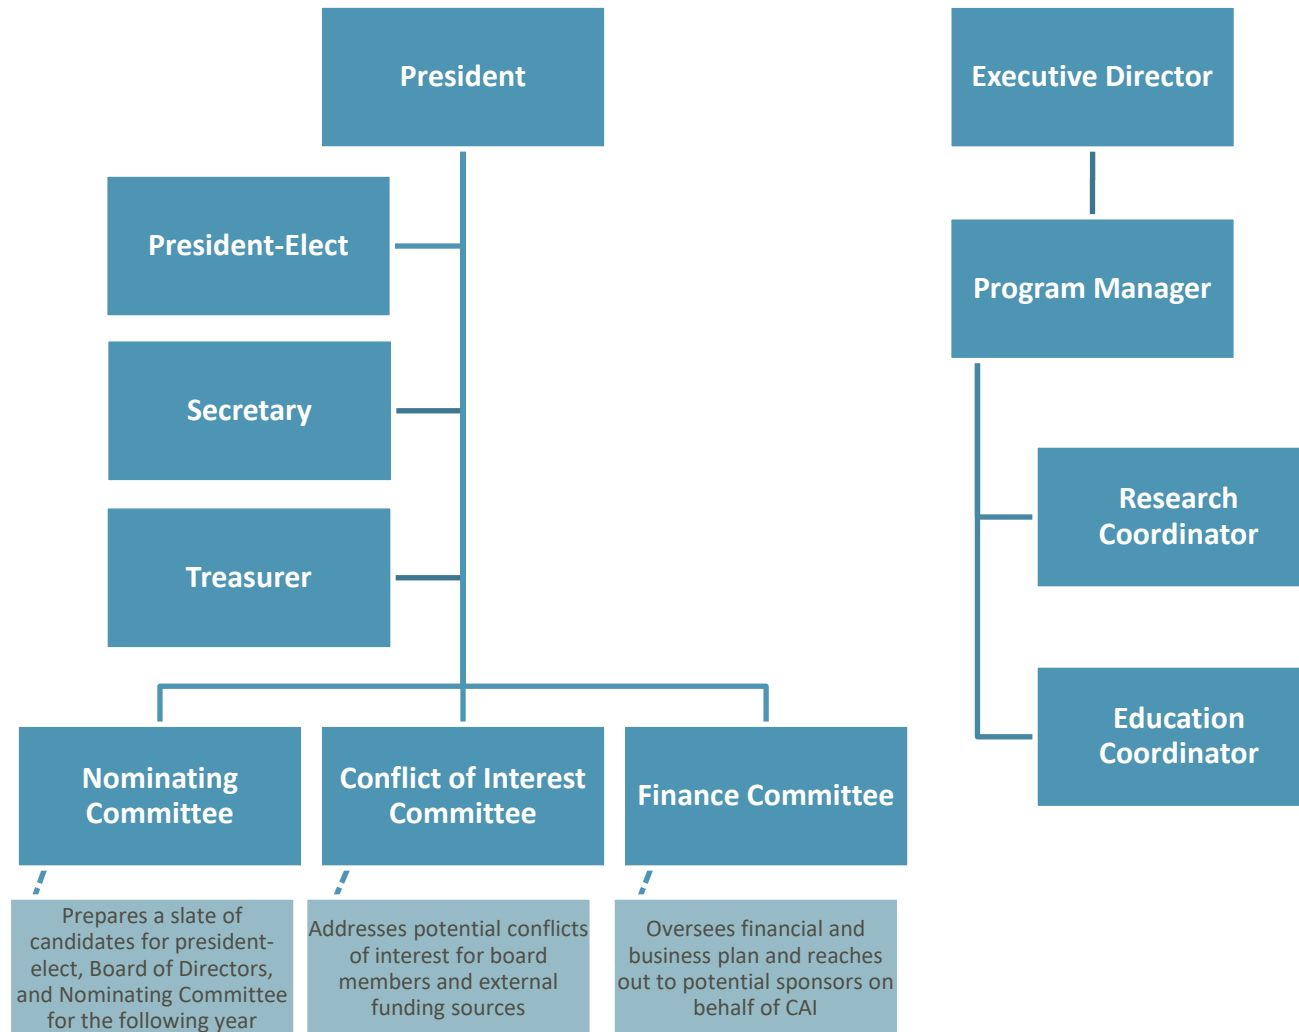 President
President-Elect
Secretary
Treasurer
Nominating
Committee
Conflict of Interest
Committee
Finance Committee
Prepares a slate of
candidates for president-
elect, Board of Directors,
and Nominating Committee
for the following year
Addresses potential conflicts
of interest for board
members and external
funding sources
Oversees financial and
business plan and reaches
out to potential sponsors on
behalf of CAI
Executive Director
Program Manager
Research
Coordinator
Education
Coordinator